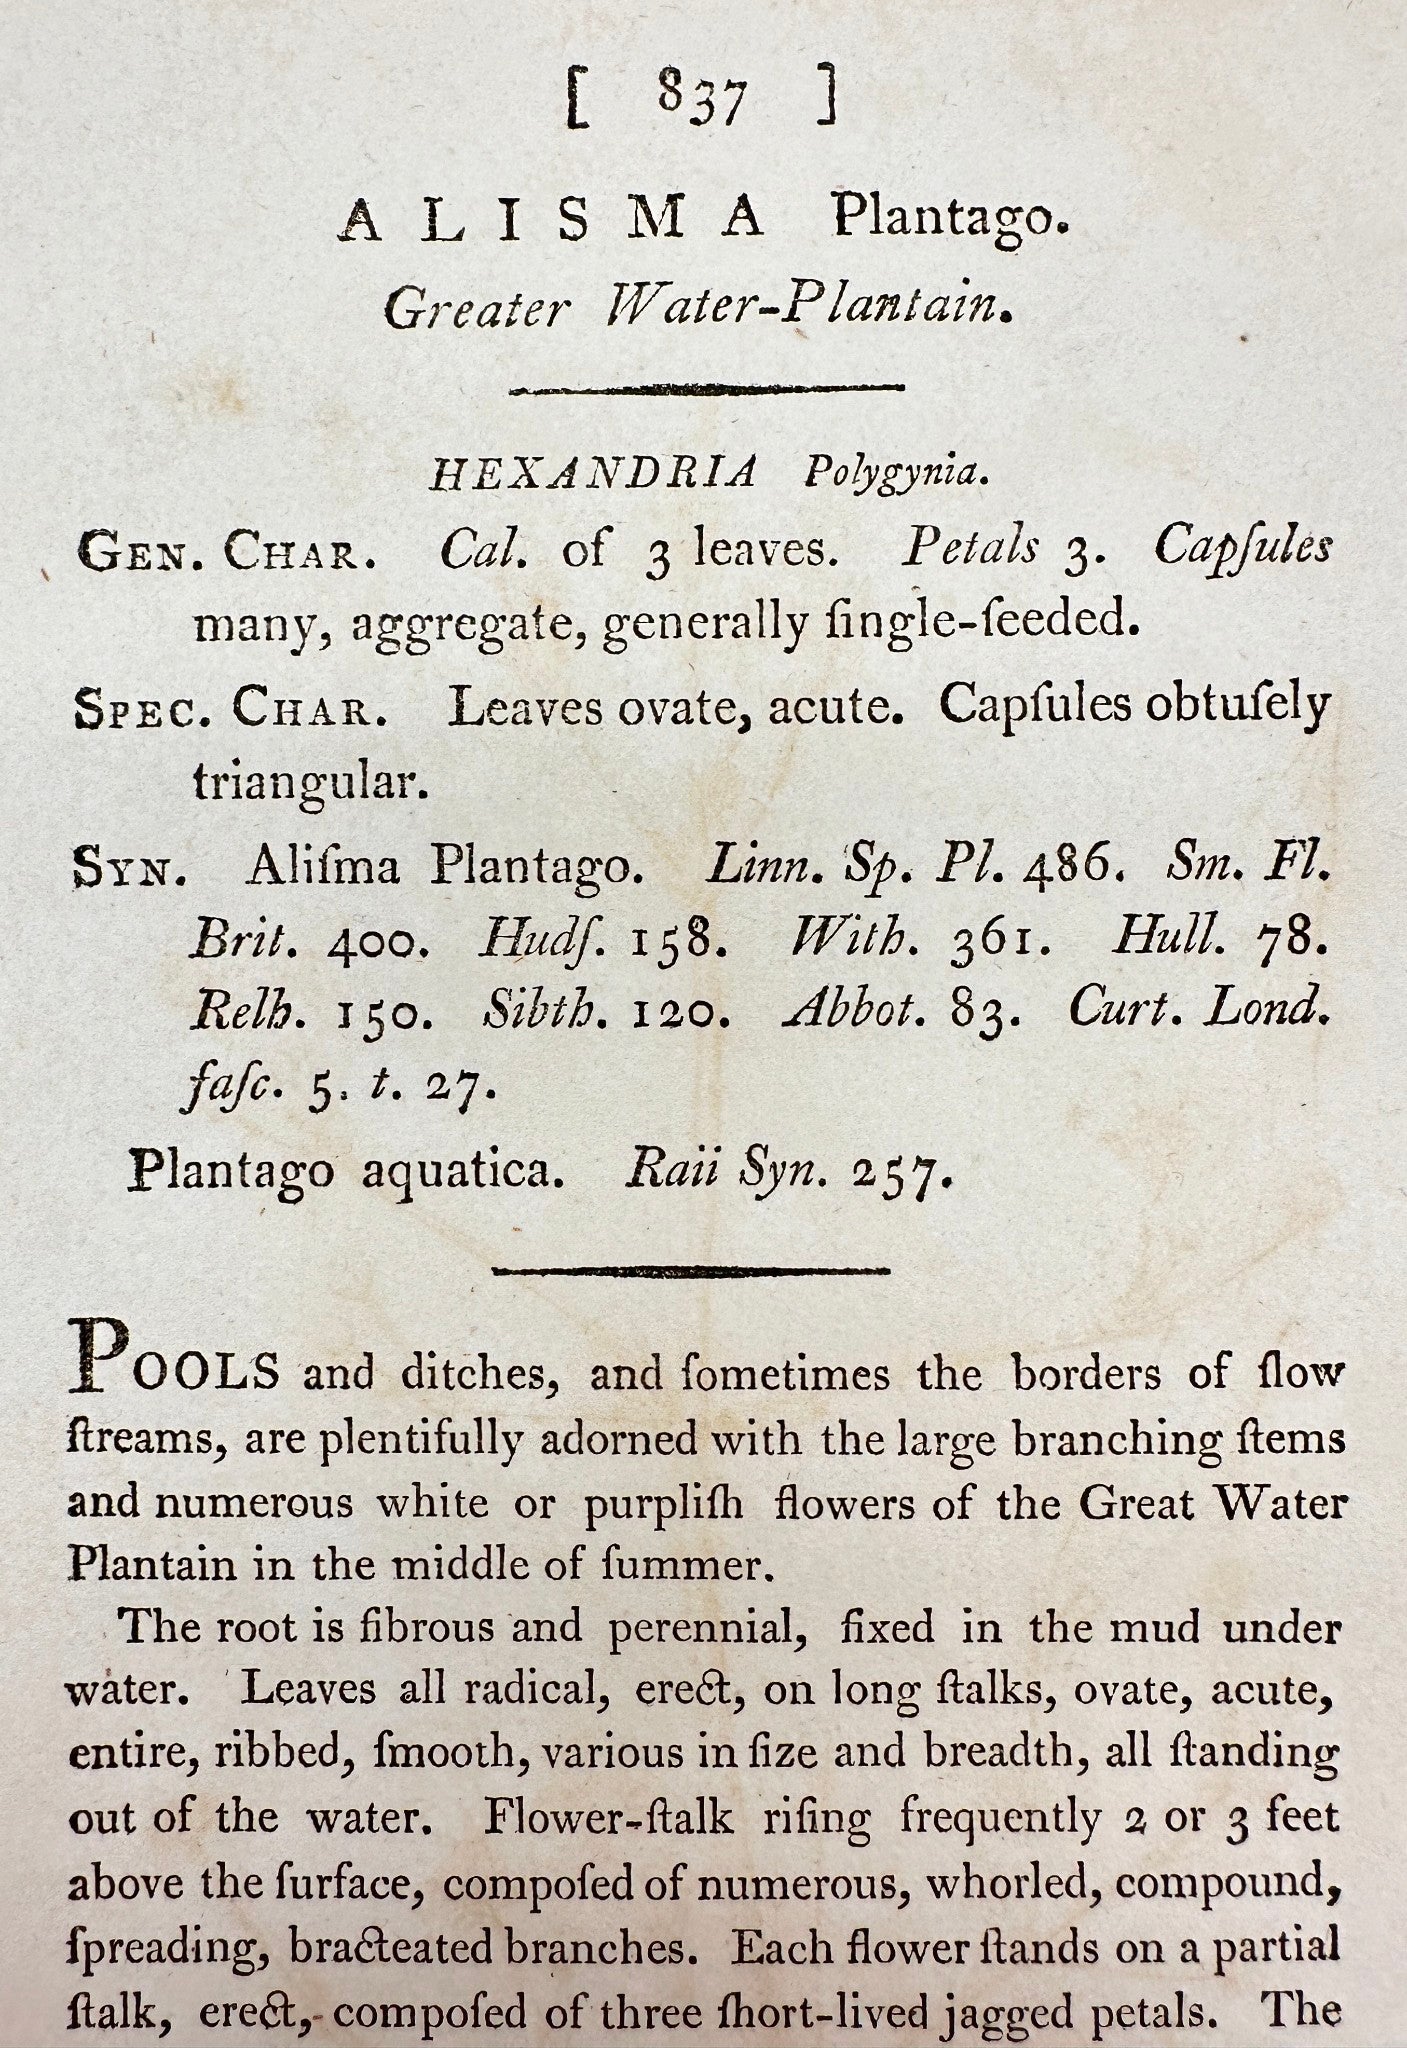 [ 837 ]
ALISMA Plantago.
Greater Water-Plantain.
HEXANDRIA Polygynia.
GEN. CHAR. Cal. of 3 leaves. Petals 3. Capſules
many, aggregate, generally ſingle-ſeeded.
SPEC. CHAR. Leaves ovate, acute. Capſules obtuſely
triangular.
SYN. Aliſma Plantago. Linn. Sp. Pl. 486. Sm. Fl.
Brit. 400. Hudſ. 158. With. 361. Hull. 78.
Relh. 150. Sibth. 120. Abbot. 83. Curt. Lond.
faſc. 5. t. 27.
Plantago aquatica. Raii Syn. 257.
POOLS and ditches, and ſometimes the borders of ſlow
ſtreams, are plentifully adorned with the large branching ſtems
and numerous white or purpliſh flowers of the Great Water
Plantain in the middle of ſummer.
The root is fibrous and perennial, fixed in the mud under
water. Leaves all radical, erect, on long ſtalks, ovate, acute,
entire, ribbed, ſmooth, various in ſize and breadth, all ſtanding
out of the water. Flower-ſtalk riſing frequently 2 or 3 feet
above the ſurface, compoſed of numerous, whorled, compound,
ſpreading, bracteated branches. Each flower ſtands on a partial
ſtalk, erect, compoſed of three ſhort-lived jagged petals. The